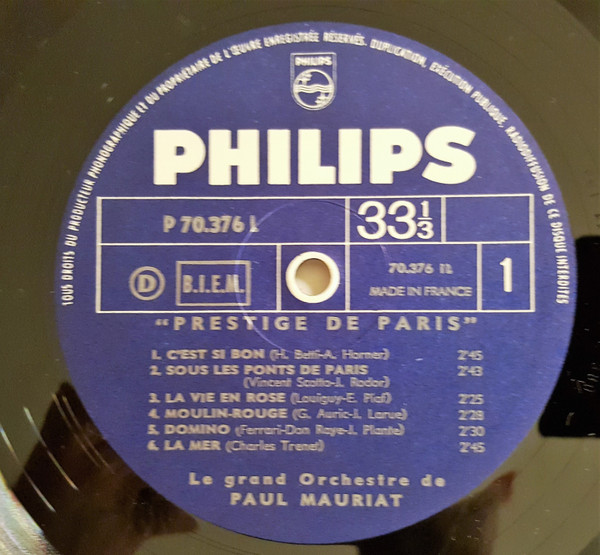 TOUS DROITS DU PRODUCTEUR PHONOGRAPHIQUE ET DU PROPRIÉTAIRE DE L'ŒUVRE ENREGISTRÉE RÉSERVÉS. DUPLICATION, EXÉCUTION PUBLIQUE, RADIODIFFUSION DE CE DISQUE INTERDITES
PHILIPS
PHILIPS
P 70.376 L
33 1/3
D
B.I.E.M.
70.376 1L
MADE IN FRANCE
1
"PRESTIGE DE PARIS"
1. C'EST SI BON (H. Betti-A. Horner) 2'45
2. SOUS LES PONTS DE PARIS 2'43
(Vincent Scotto-J. Rodor)
3. LA VIE EN ROSE (Louiguy-E. Piaf) 2'25
4. MOULIN-ROUGE (G. Auric-J. Larue) 2'28
5. DOMINO (Ferrari-Don Raye-J. Plante) 2'30
6. LA MER (Charles Trenet) 2'45
Le grand Orchestre de
PAUL MAURIAT